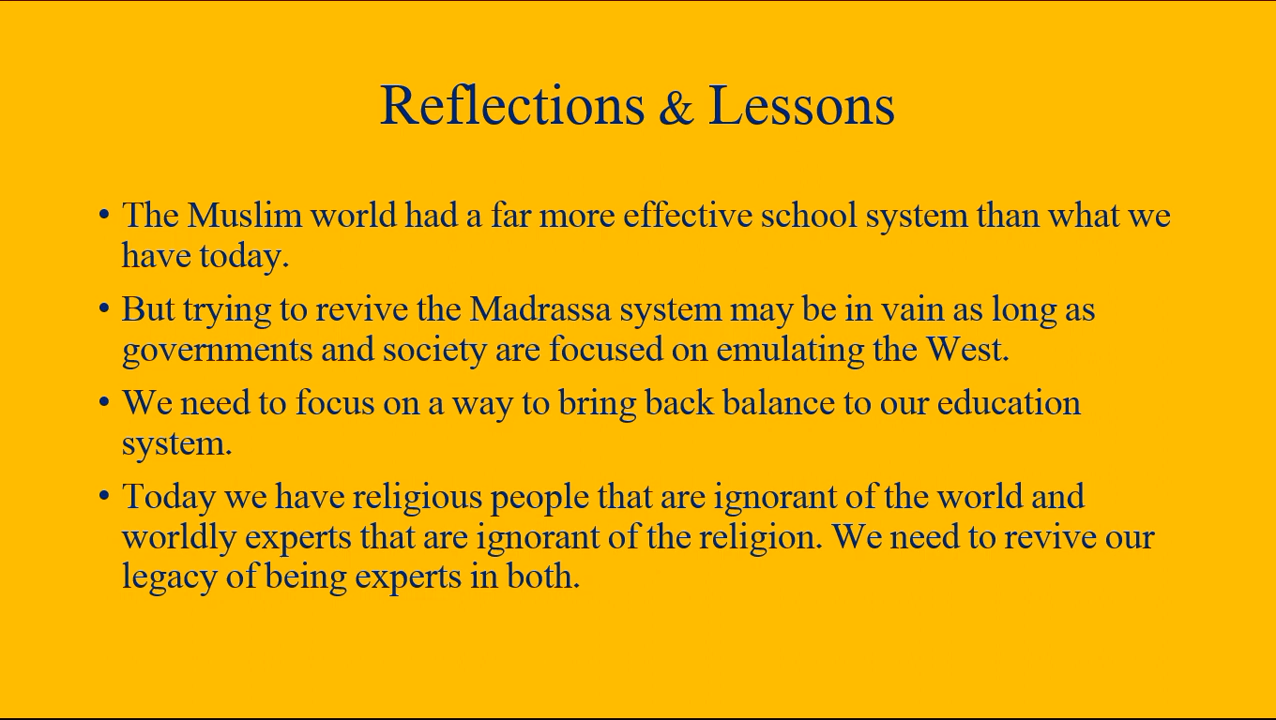 Reflections & Lessons
• The Muslim world had a far more effective school system than what we
have today.
• But trying to revive the Madrassa system may be in vain as long as
governments and society are focused on emulating the West.
• We need to focus on a way to bring back balance to our education
system.
• Today we have religious people that are ignorant of the world and
worldly experts that are ignorant of the religion. We need to revive our
legacy of being experts in both.